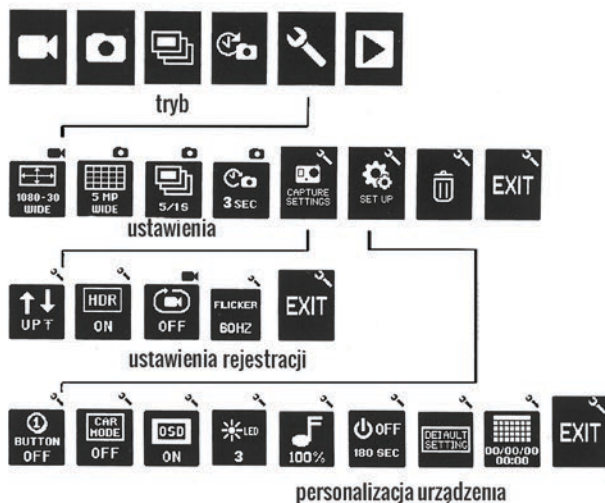 tryb
1080-30 WIDE
5 MP WIDE
5/1S
3 SEC
CAPTURE SETTINGS
SET UP
EXIT
ustawienia
UP
HDR ON
OFF
FLICKER 60HZ
EXIT
ustawienia rejestracji
1 BUTTON OFF
CAR MODE OFF
OSD ON
LED 3
100%
OFF 180 SEC
DEFAULT SETTING
00/00/00 00:00
EXIT
personalizacja urządzenia